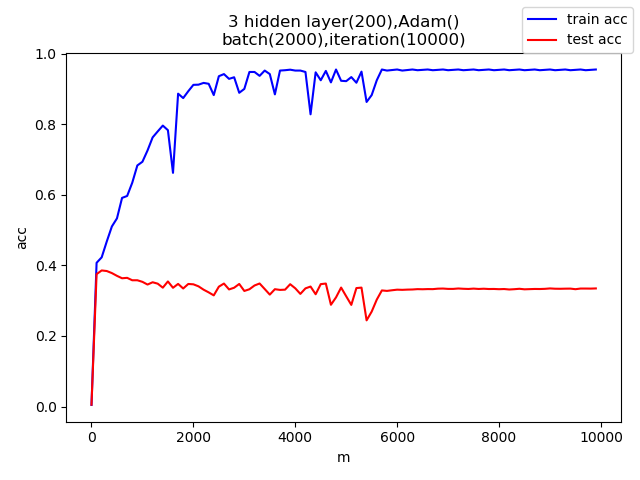 3 hidden layer(200),Adam()
batch(2000),iteration(10000)
train acc
test acc
1.0
0.8
0.6
0.4
0.2
0.0
acc
0
2000
4000
6000
8000
10000
m